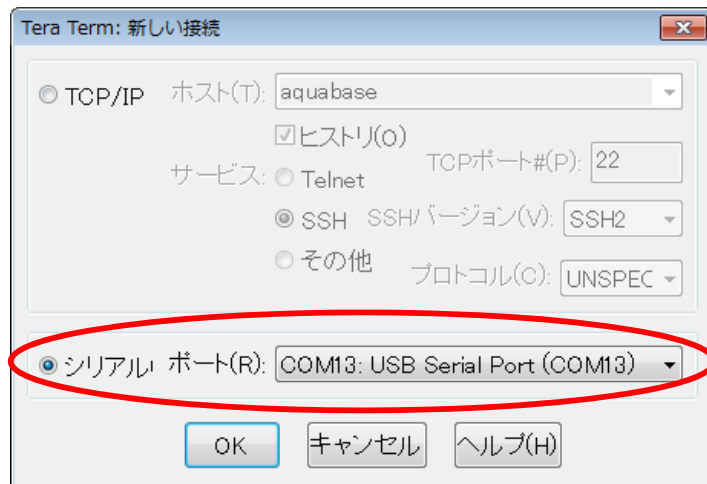 Tera Term: 新しい接続
TCP/IP ホスト(T): aquabase
ヒストリ(O)
サービス: Telnet TCPポート#(P): 22
SSH SSHバージョン(V): SSH2
その他 プロトコル(C): UNSPEC
シリアル ポート(R): COM13: USB Serial Port (COM13)
OK キャンセル ヘルプ(H)